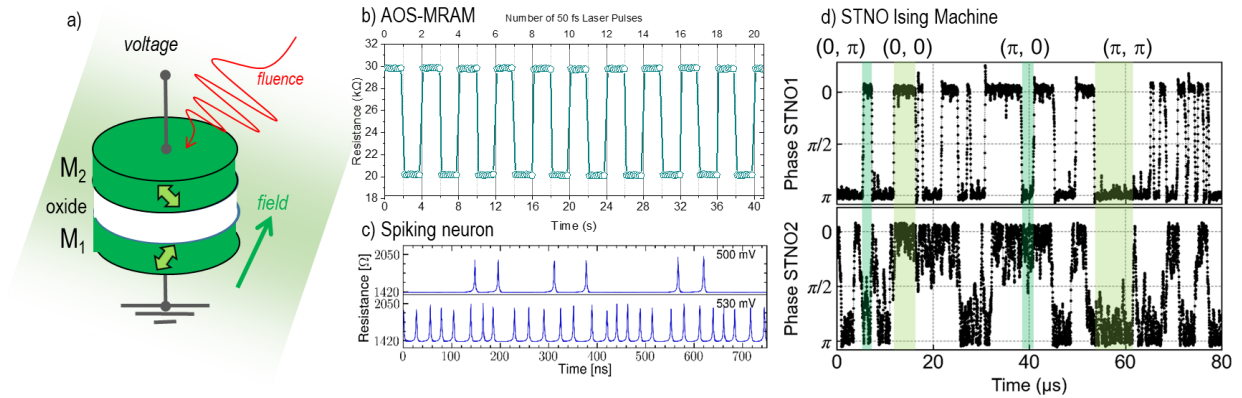 a)
voltage
fluence
M2
oxide
M1
field
b) AOS-MRAM
Number of 50 fs Laser Pulses
0 2 4 6 8 10 12 14 16 18 20
Resistance (kΩ)
32
30
28
26
24
22
20
18
0 4 8 12 16 20 24 28 32 36 40
Time (s)
c) Spiking neuron
Resistance [Ω]
2050
500 mV
1420
2050
530 mV
1420
0 100 200 300 400 500 600 700
Time [ns]
d) STNO Ising Machine
(0, π) (0, 0) (π, 0) (π, π)
Phase STNO1
0
π/2
π
Phase STNO2
0
π/2
π
0 20 40 60 80
Time (µs)